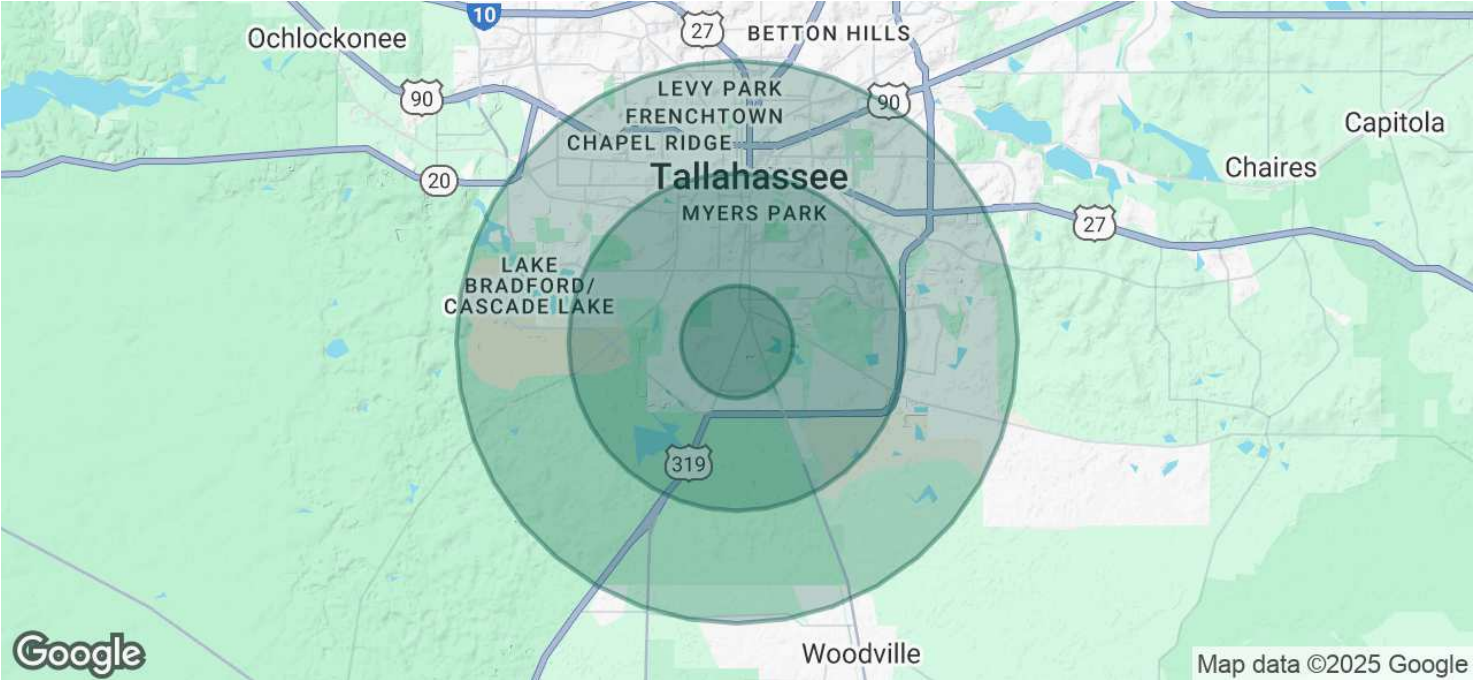 10
Ochlockonee
27
BETTON HILLS
90
LEVY PARK
90
FRENCHTOWN
Capitola
CHAPEL RIDGE
Chaires
Tallahassee
20
MYERS PARK
27
LAKE
BRADFORD/
CASCADE LAKE
319
Woodville
Google
Map data ©2025 Google